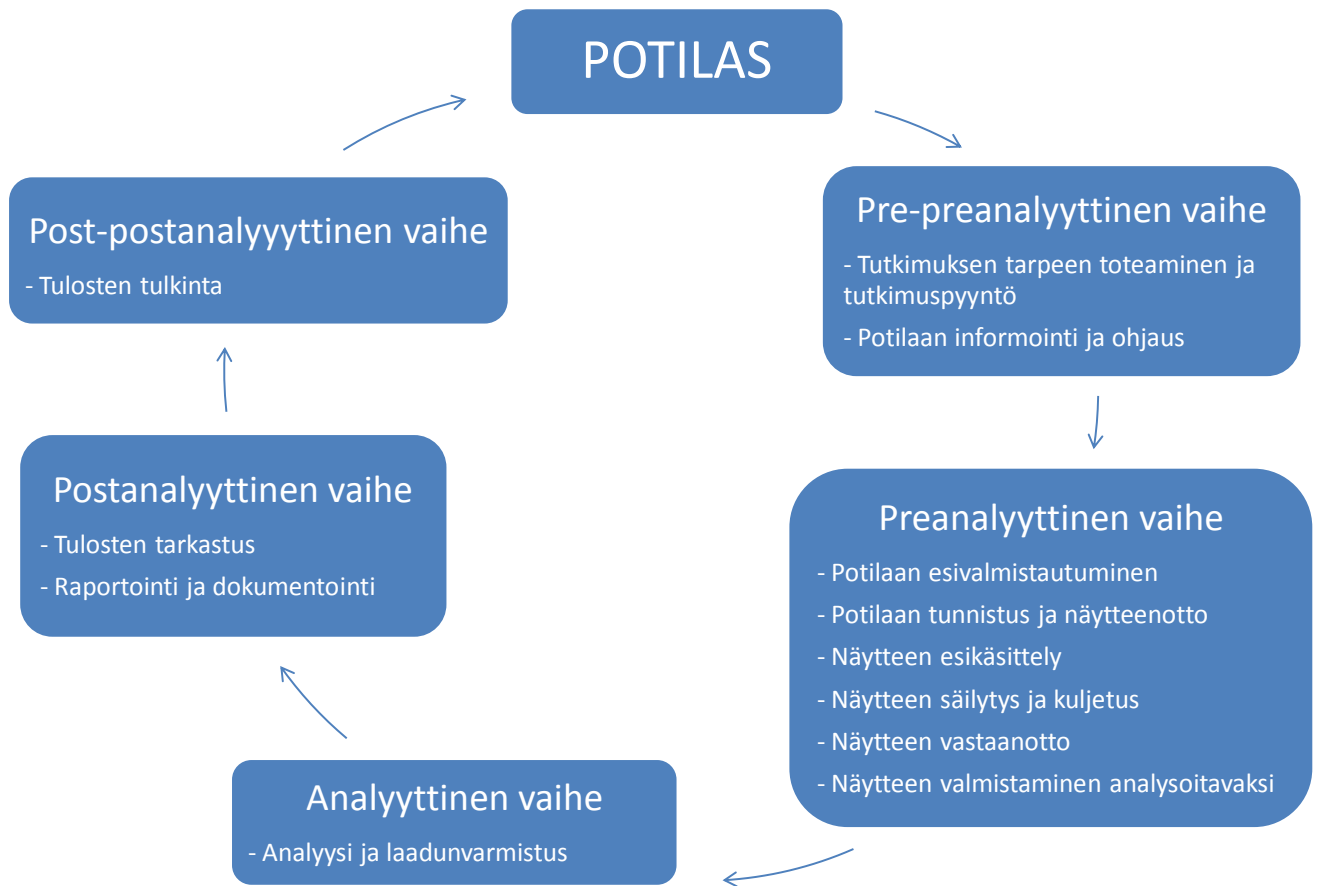 POTILAS
Pre-preanalyyttinen vaihe
- Tutkimuksen tarpeen toteaminen ja
tutkimuspyyntö
- Potilaan informointi ja ohjaus
Preanalyyttinen vaihe
- Potilaan esivalmistautuminen
- Potilaan tunnistus ja näytteenotto
- Näytteen esikäsittely
- Näytteen säilytys ja kuljetus
- Näytteen vastaanotto
- Näytteen valmistaminen analysoitavaksi
Analyyttinen vaihe
- Analyysi ja laadunvarmistus
Postanalyyttinen vaihe
- Tulosten tarkastus
- Raportointi ja dokumentointi
Post-postanalyyyttinen vaihe
- Tulosten tulkinta